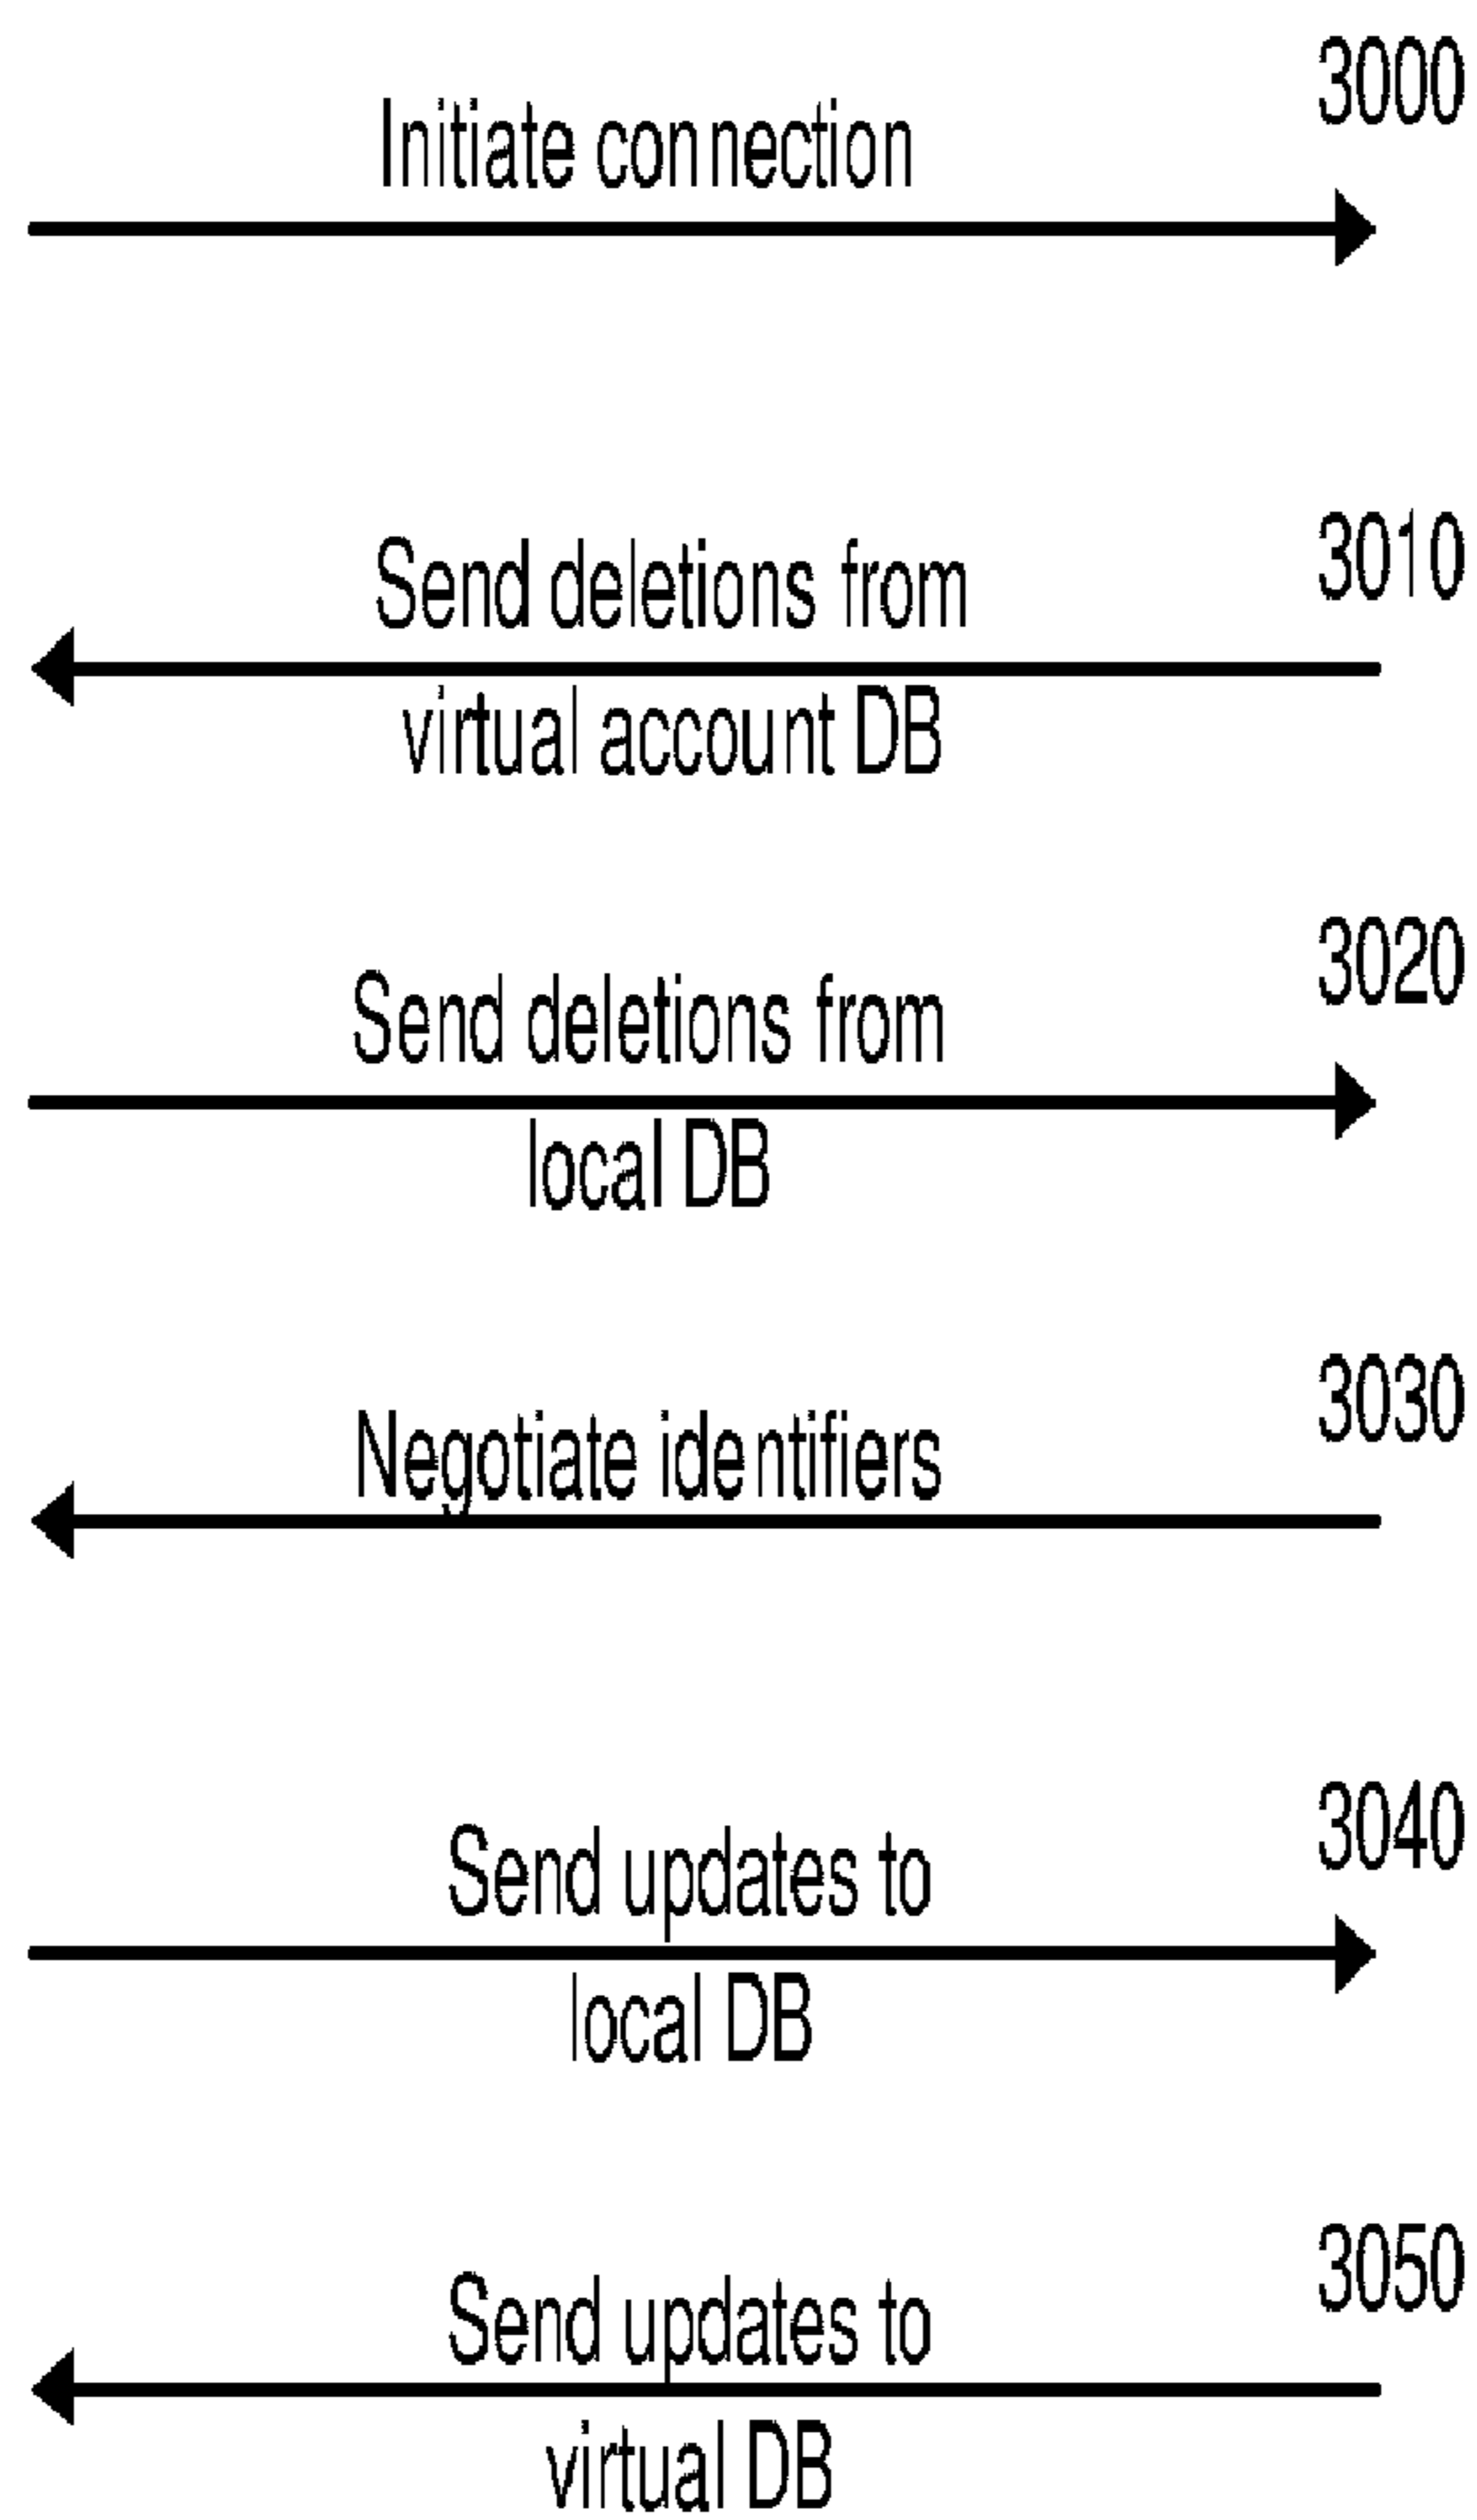 3000
Initiate connection
3010
Send deletions from
virtual account DB
3020
Send deletions from
local DB
3030
Negotiate identifiers
3040
Send updates to
local DB
3050
Send updates to
virtual DB